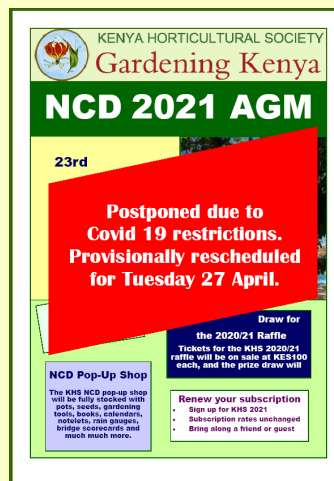 KENYA HORTICULTURAL SOCIETY
Gardening Kenya
NCD 2021 AGM
23rd
Postponed due to
Covid 19 restrictions.
Provisionally rescheduled
for Tuesday 27 April.
Draw for
the 2020/21 Raffle
Tickets for the KHS 2020/21
raffle will be on sale at KES100
each, and the prize draw will
NCD Pop-Up Shop
The KHS NCD pop-up shop
will be fully stocked with
pots, seeds, gardening
tools, books, calendars,
notelets, rain gauges,
bridge scorecards and
much much more.
Renew your subscription
• Sign up for KHS 2021
• Subscription rates unchanged
• Bring along a friend or guest